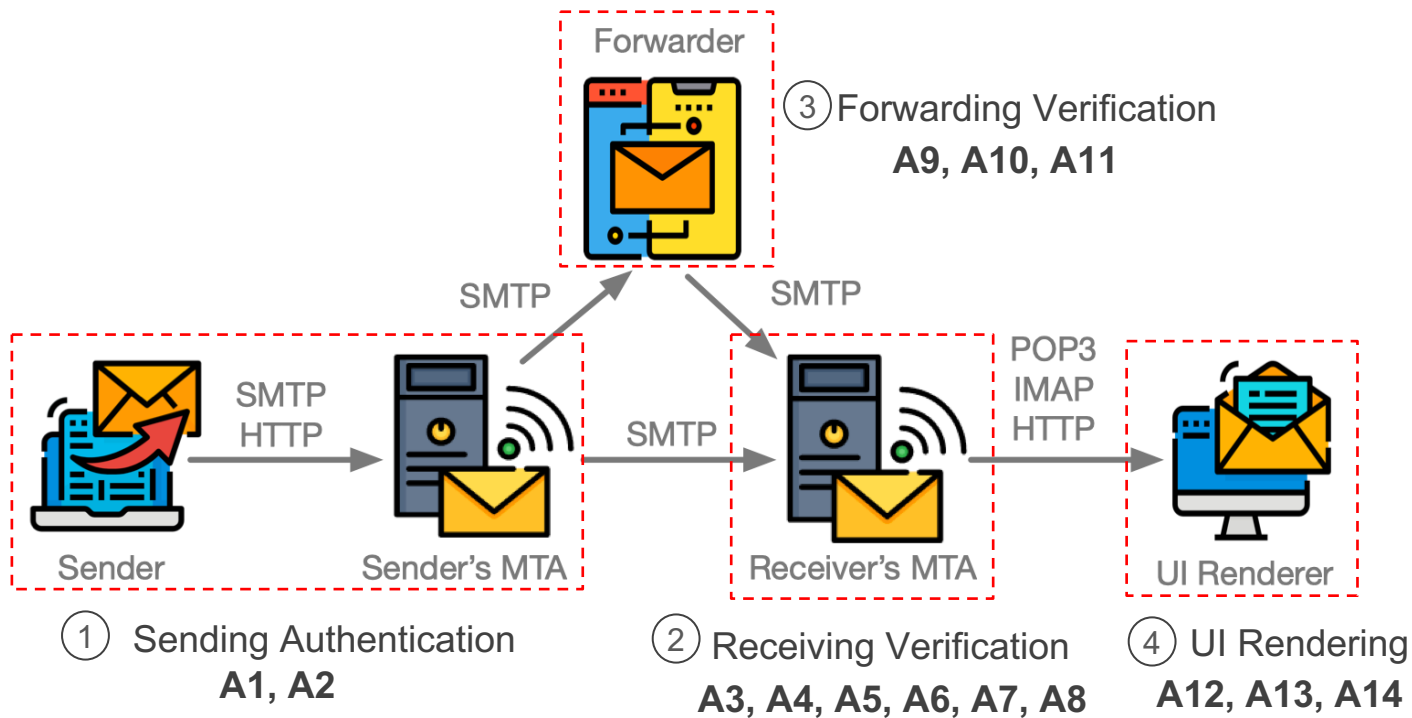 Forwarder
3 Forwarding Verification
A9, A10, A11
SMTP
SMTP
SMTP
HTTP
SMTP
POP3
IMAP
HTTP
Sender
Sender's MTA
Receiver's MTA
UI Renderer
1 Sending Authentication
A1, A2
2 Receiving Verification
A3, A4, A5, A6, A7, A8
4 UI Rendering
A12, A13, A14